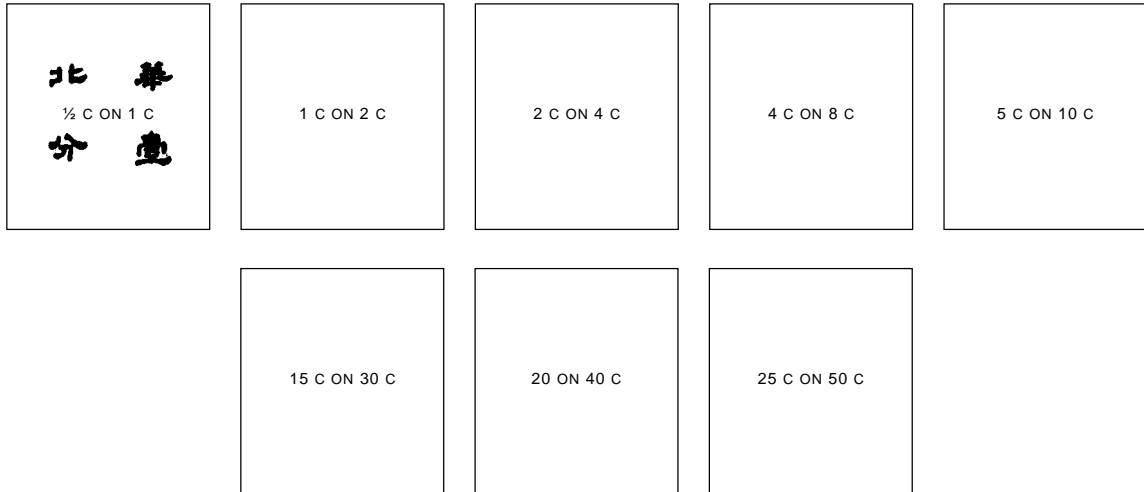 華北
½ C ON 1 C
壹分
1 C ON 2 C
2 C ON 4 C
4 C ON 8 C
5 C ON 10 C
15 C ON 30 C
20 ON 40 C
25 C ON 50 C